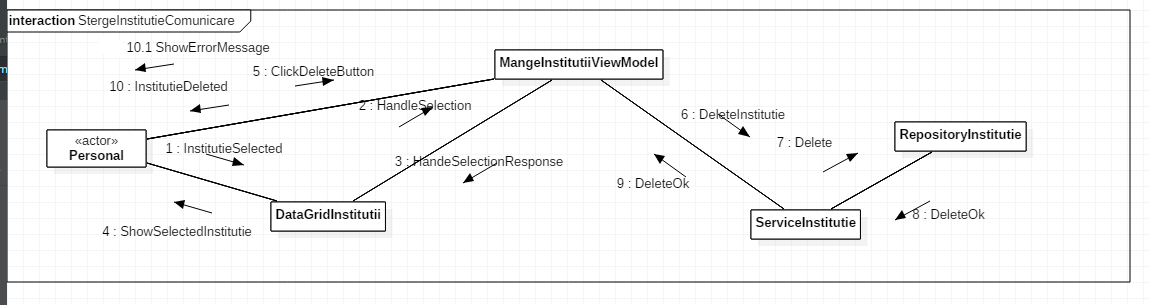 interaction StergeInstitutieComunicare
10.1 ShowErrorMessage
5 : ClickDeleteButton
10 : InstitutieDeleted
MangeInstitutiiViewModel
2 : HandleSelection
6 : DeleteInstitutie
RepositoryInstitutie
«actor»
Personal
1 : InstitutieSelected
7 : Delete
3 : HandeSelectionResponse
9 : DeleteOk
DataGridInstitutii
8 : DeleteOk
ServiceInstitutie
4 : ShowSelectedInstitutie